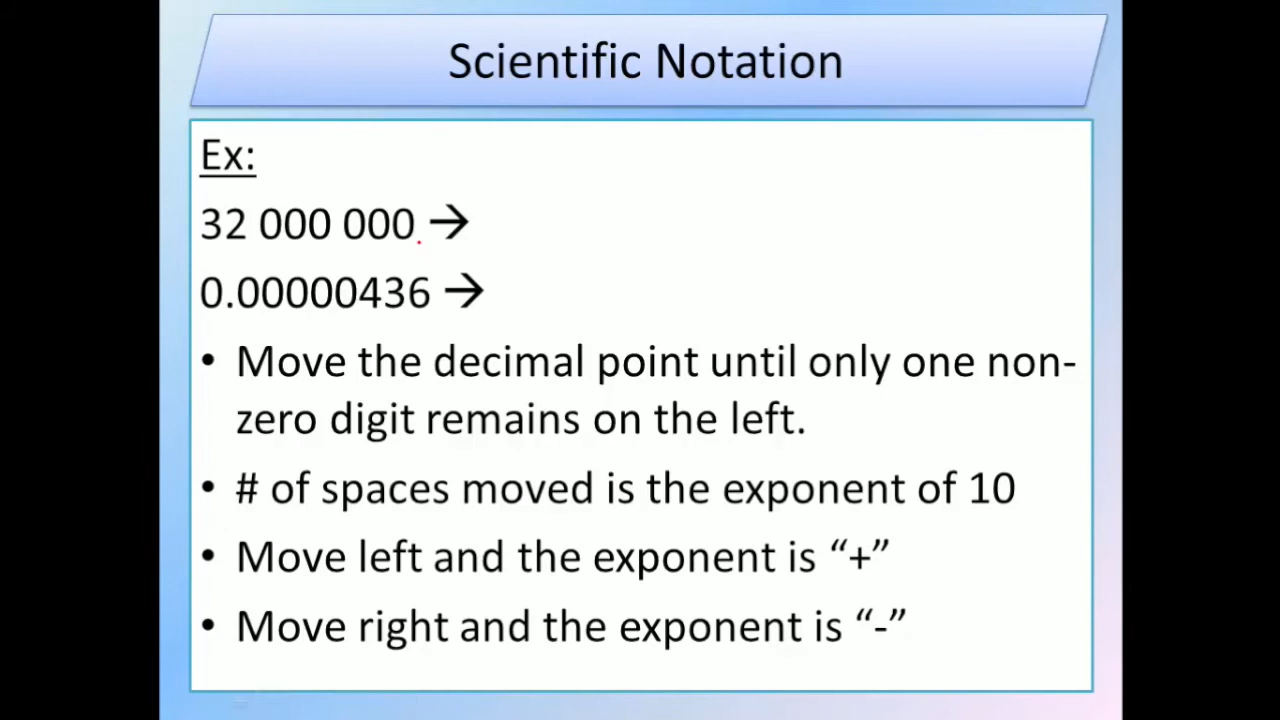 Scientific Notation
Ex:
32 000 000. →
0.00000436 →
• Move the decimal point until only one non-
zero digit remains on the left.
• # of spaces moved is the exponent of 10
• Move left and the exponent is “+”
• Move right and the exponent is “-”